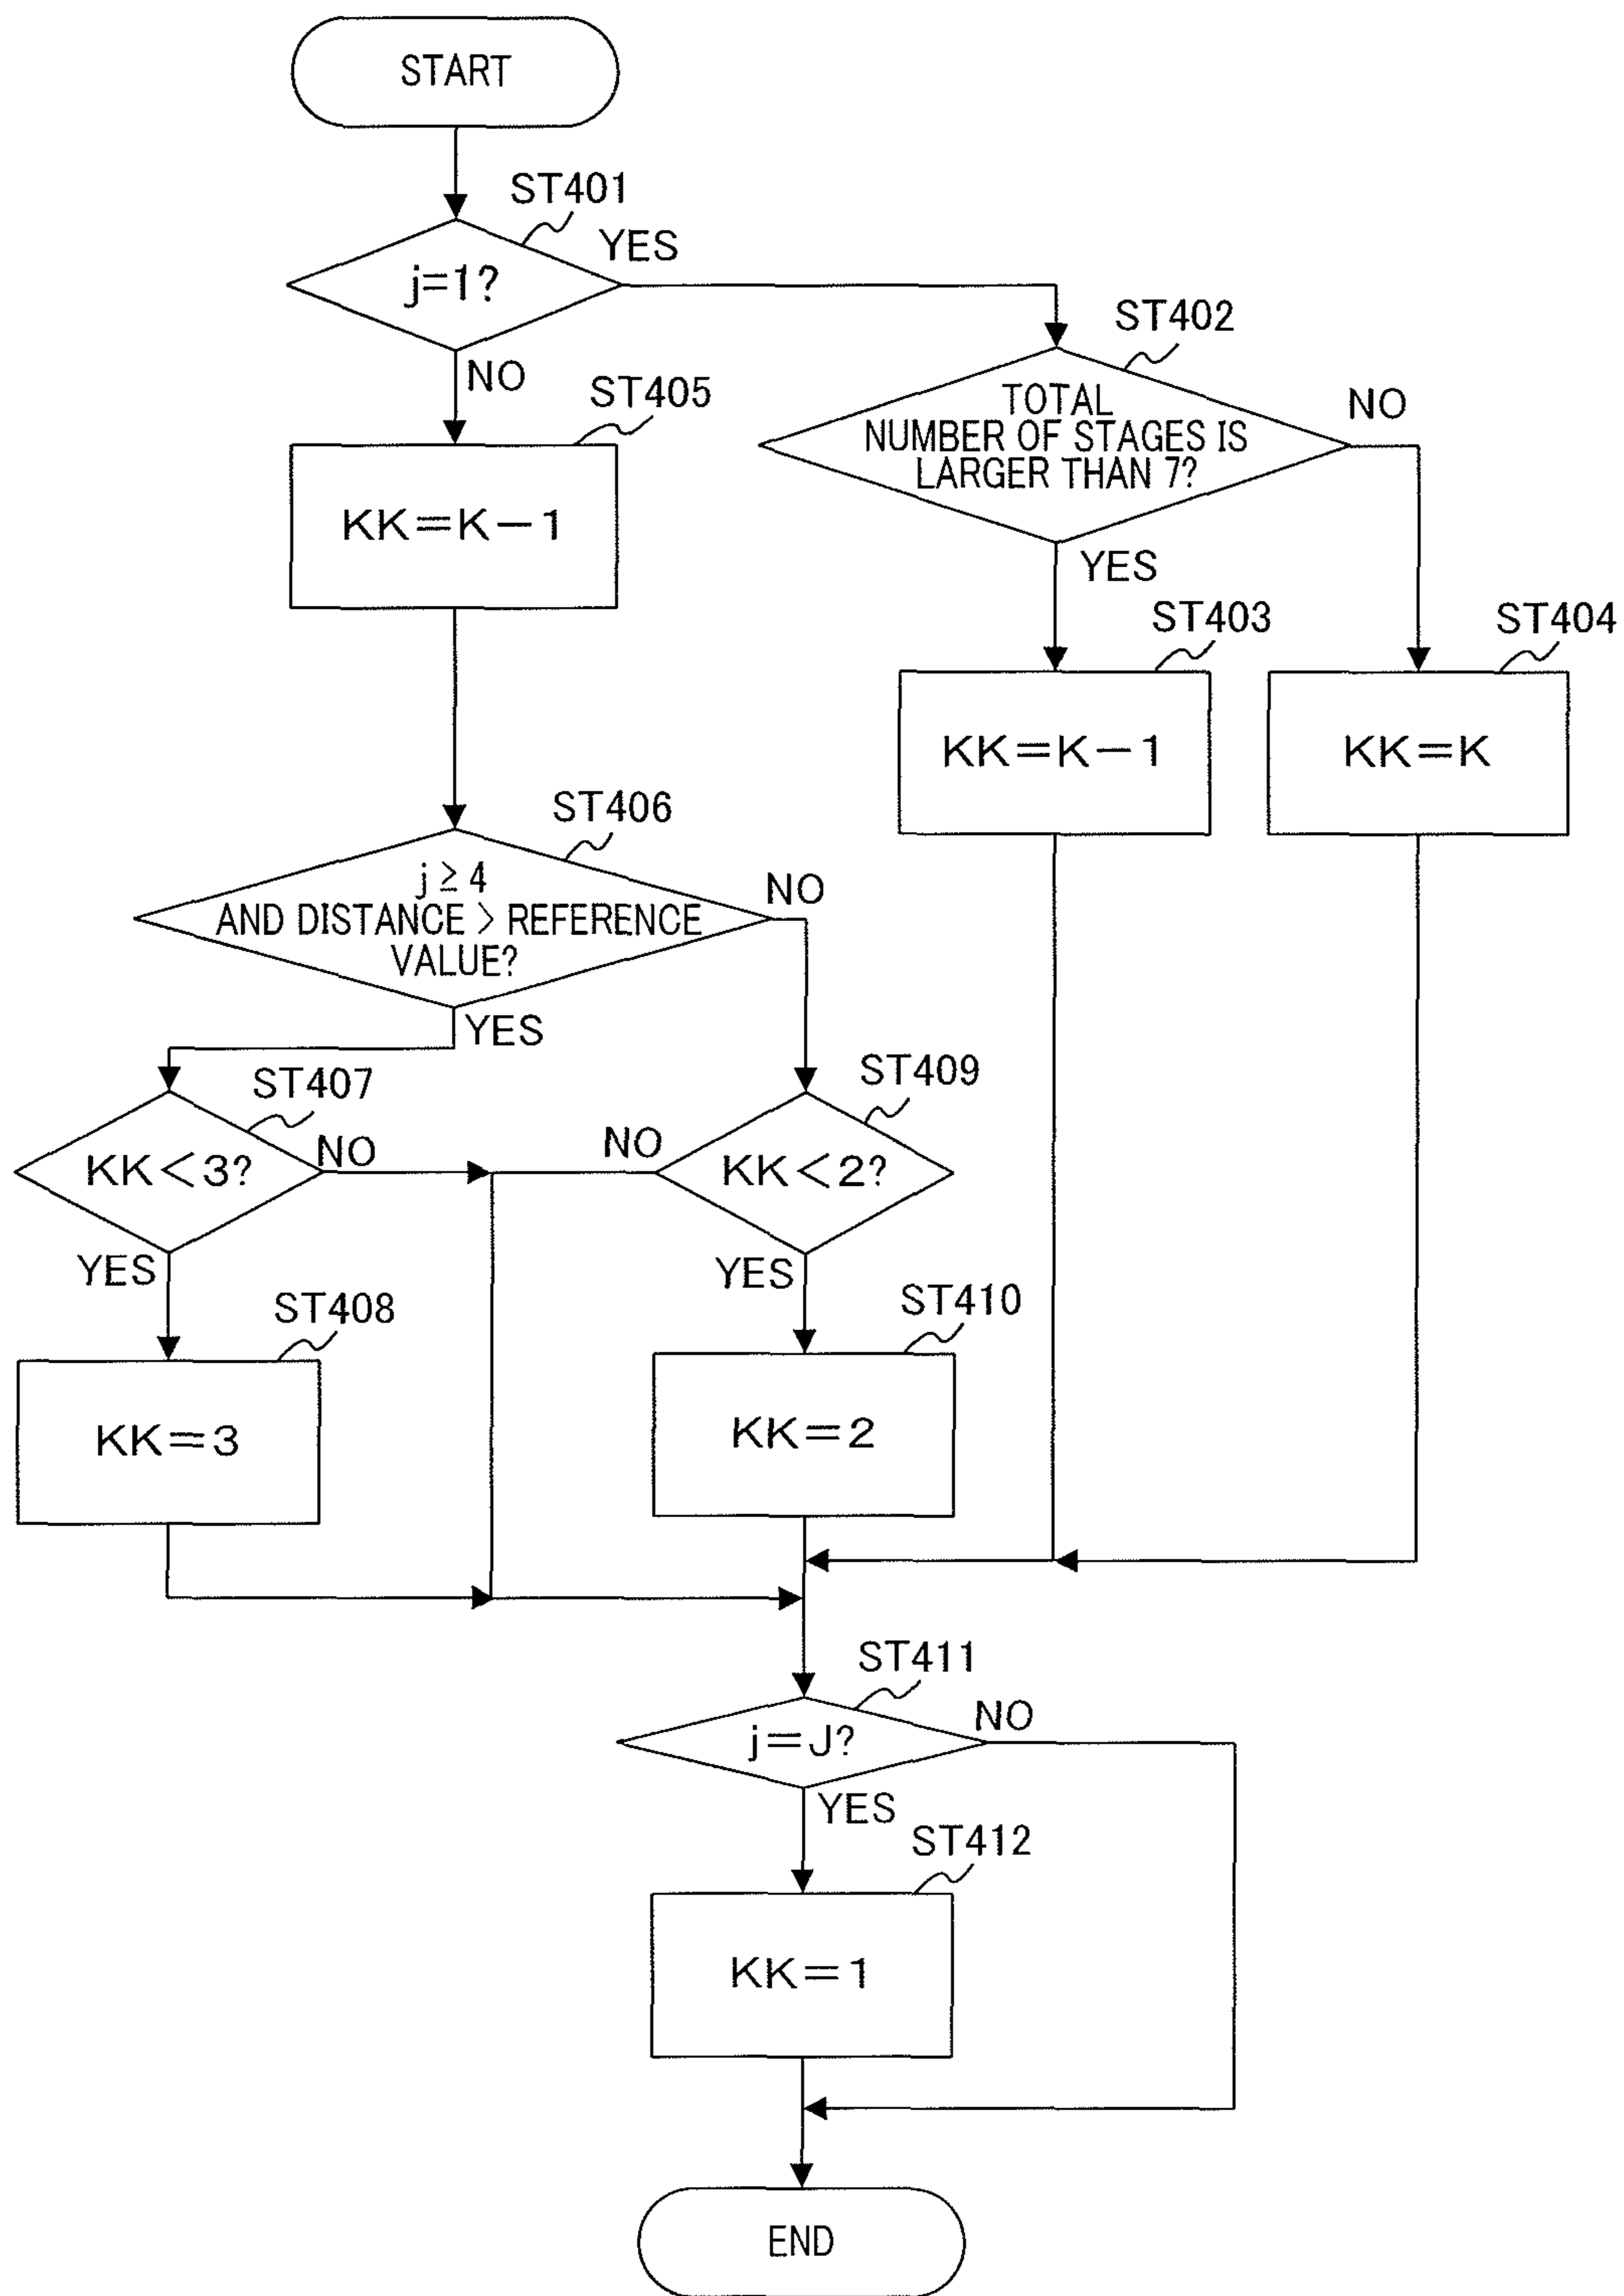 START
ST401
YES
j=1?
NO
ST402
TOTAL
NUMBER OF STAGES IS
LARGER THAN 7?
NO
YES
ST405
KK=K-1
ST403
KK=K-1
ST404
KK=K
ST406
j ≧ 4
AND DISTANCE > REFERENCE
VALUE?
NO
YES
ST407
KK<3?
NO
YES
ST409
NO
KK<2?
YES
ST408
KK=3
ST410
KK=2
ST411
j=J?
NO
YES
ST412
KK=1
END